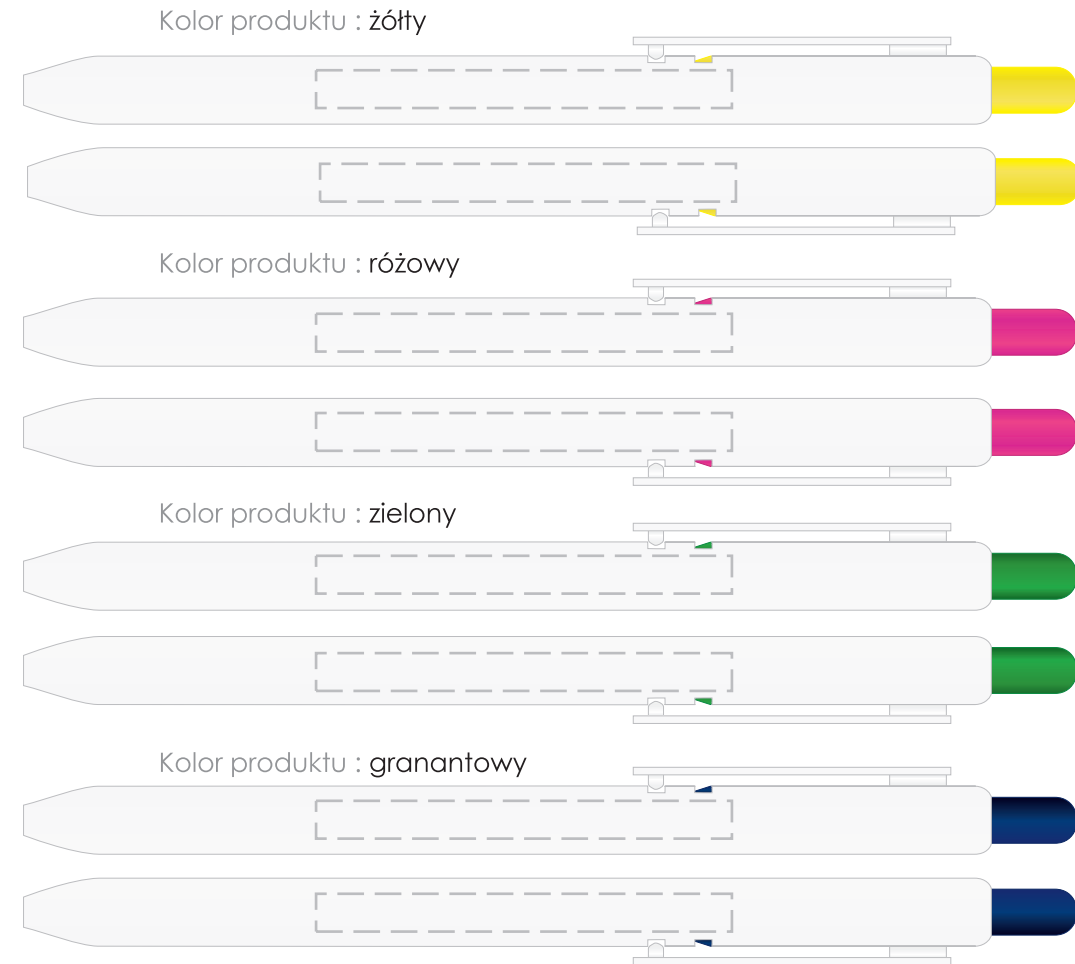 Kolor produktu : żółty
Kolor produktu : różowy
Kolor produktu : zielony
Kolor produktu : granantowy